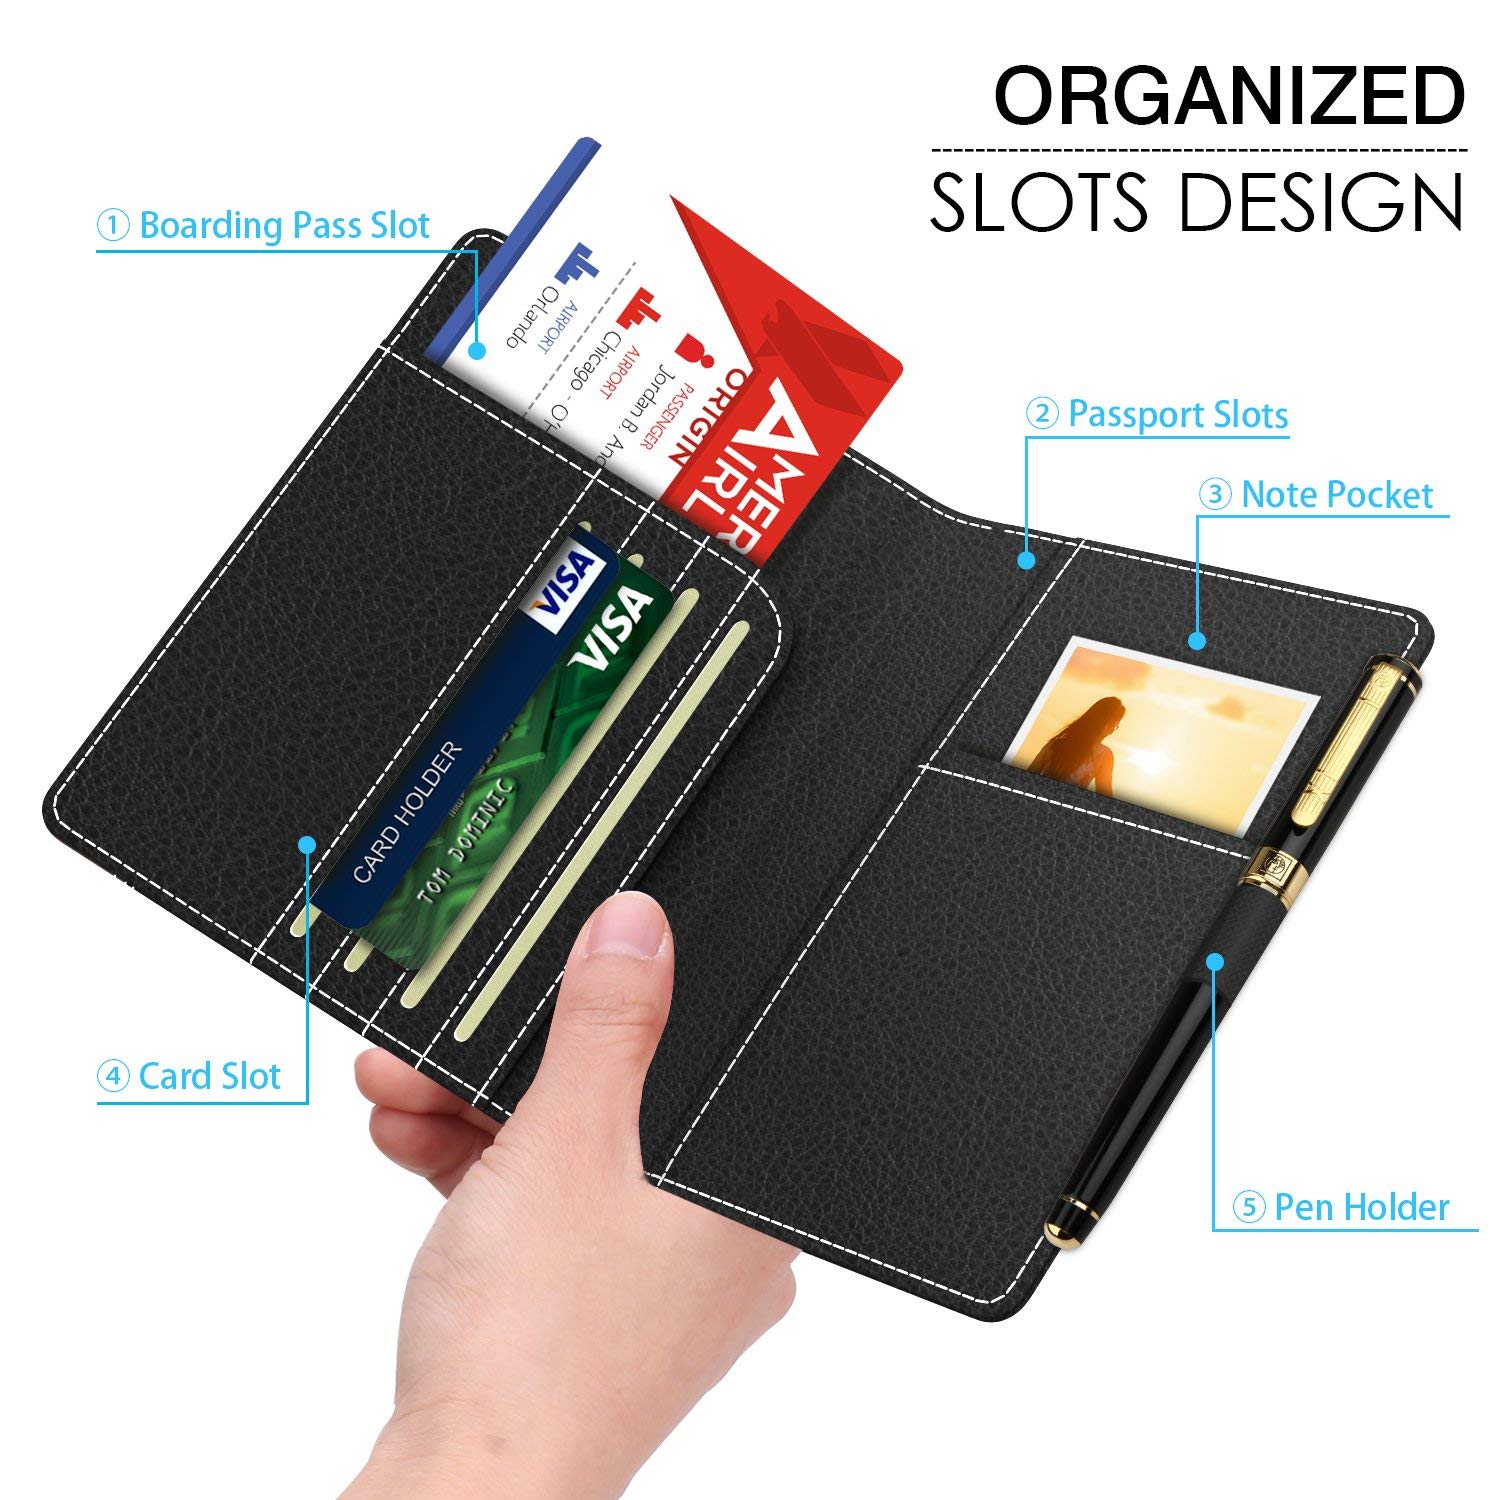 ORGANIZED
SLOTS DESIGN
① Boarding Pass Slot
② Passport Slots
③ Note Pocket
④ Card Slot
⑤ Pen Holder
AIRPORT
Orlando
AIRPORT
Chicago - O'H
PASSENGER
Jordan B. And
ORIGIN
AMER
AIRL
VISA
CARD HOLDER
VISA
TOM DOMINIC